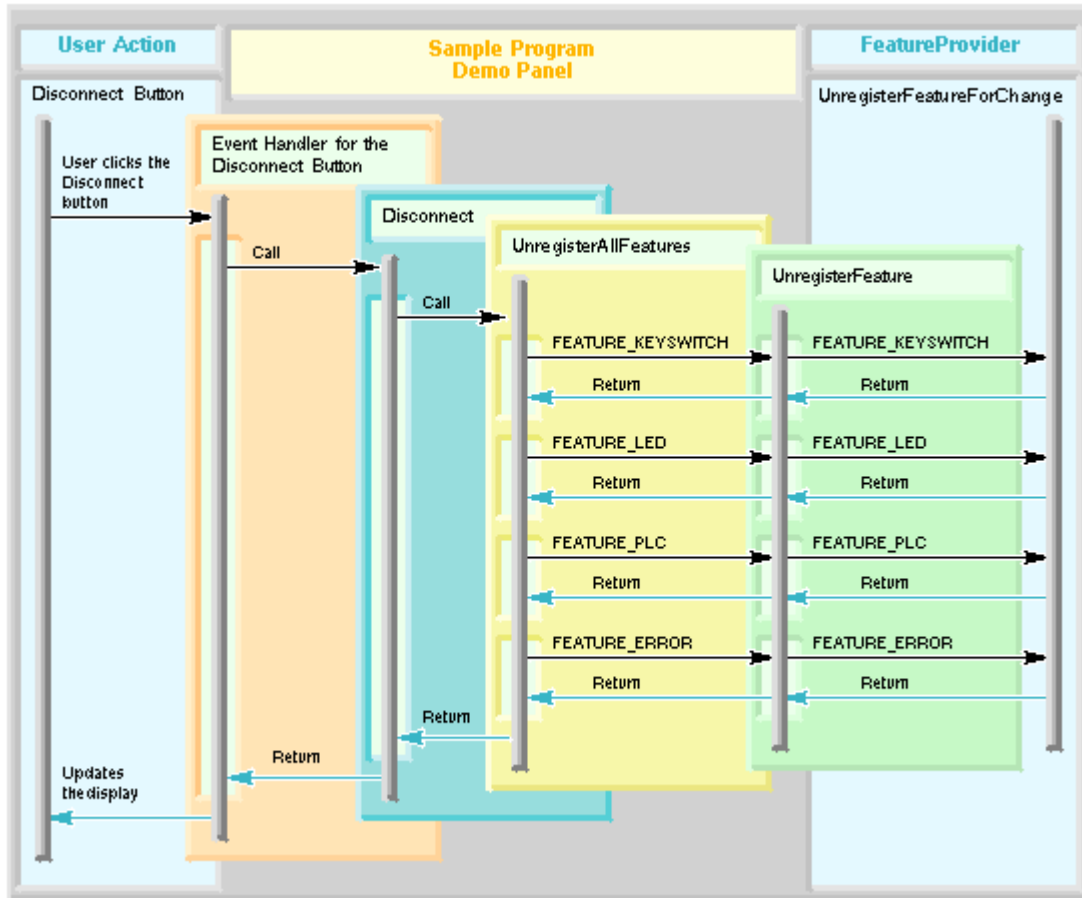 User Action
Sample Program
Demo Panel
FeatureProvider
Disconnect Button
UnregisterFeatureForChange
Event Handler for the
Disconnect Button
User clicks the
Disconnect
button
Disconnect
UnregisterAllFeatures
UnregisterFeature
Call
Call
FEATURE_KEYSWITCH
FEATURE_KEYSWITCH
Return
Return
FEATURE_LED
FEATURE_LED
Return
Return
FEATURE_PLC
FEATURE_PLC
Return
Return
FEATURE_ERROR
FEATURE_ERROR
Return
Return
Return
Return
Updates
the display